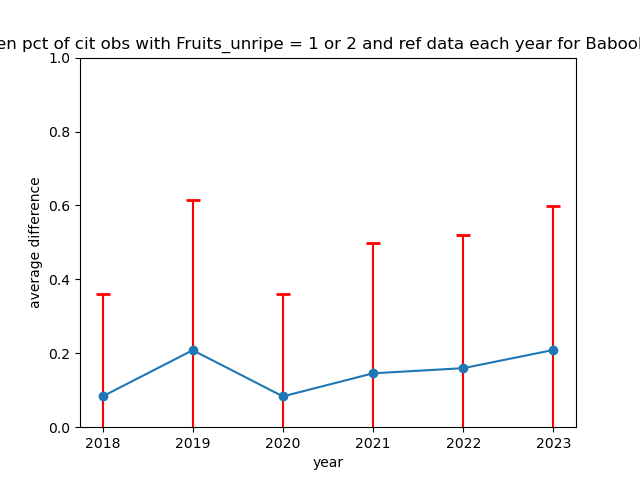 en pct of cit obs with Fruits_unripe = 1 or 2 and ref data each year for Babool
1.0
0.8
0.6
0.4
0.2
0.0
average difference
2018 2019 2020 2021 2022 2023
year